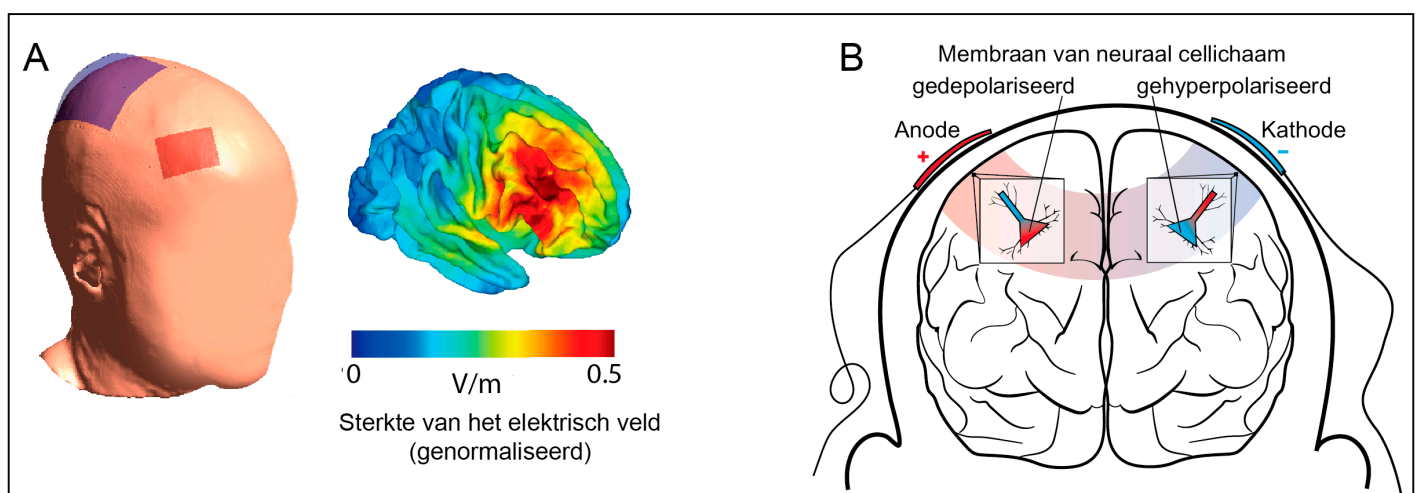 A
0
0.5
V/m
Sterkte van het elektrisch veld
(genormaliseerd)
B
Membraan van neuraal cellichaam
gedepolariseerd gehyperpolariseerd
Anode
+
Kathode
-